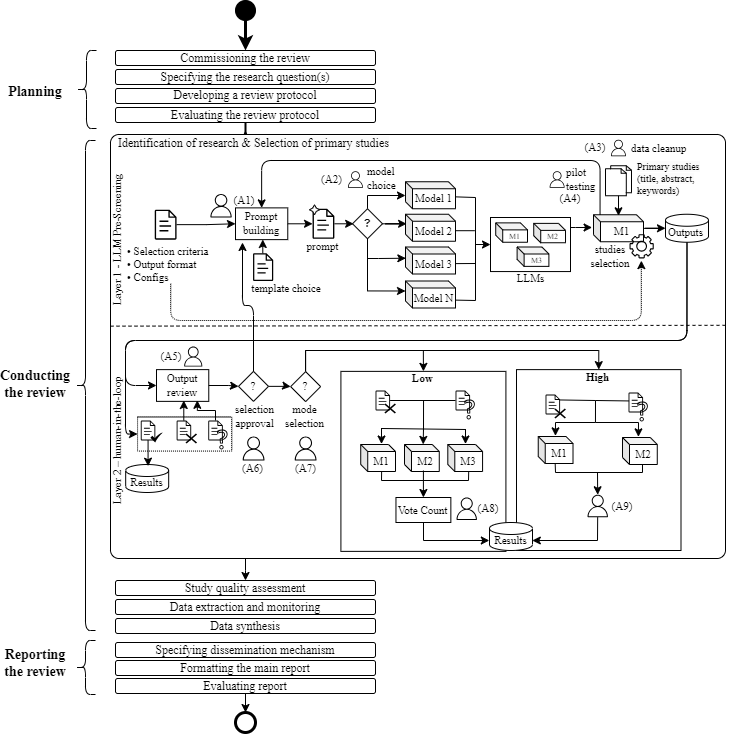 Planning
Commissioning the review
Specifying the research question(s)
Developing a review protocol
Evaluating the review protocol
Conducting
the review
Identification of research & Selection of primary studies
Layer 1 - LLM Pre-Screening
• Selection criteria
• Output format
• Configs
(A1)
Prompt
building
template choice
prompt
(A2)
model
choice
?
Model 1
Model 2
Model 3
Model N
M1
M2
M3
LLMs
(A3)
data cleanup
pilot
testing
(A4)
Primary studies
(title, abstract,
keywords)
M1
studies
selection
Outputs
Layer 2 – human-in-the-loop
(A5)
Output
review
Results
?
selection
approval
(A6)
?
mode
selection
(A7)
Low
M1
M2
M3
Vote Count
(A8)
High
M1
M2
(A9)
Results
Study quality assessment
Data extraction and monitoring
Data synthesis
Reporting
the review
Specifying dissemination mechanism
Formatting the main report
Evaluating report